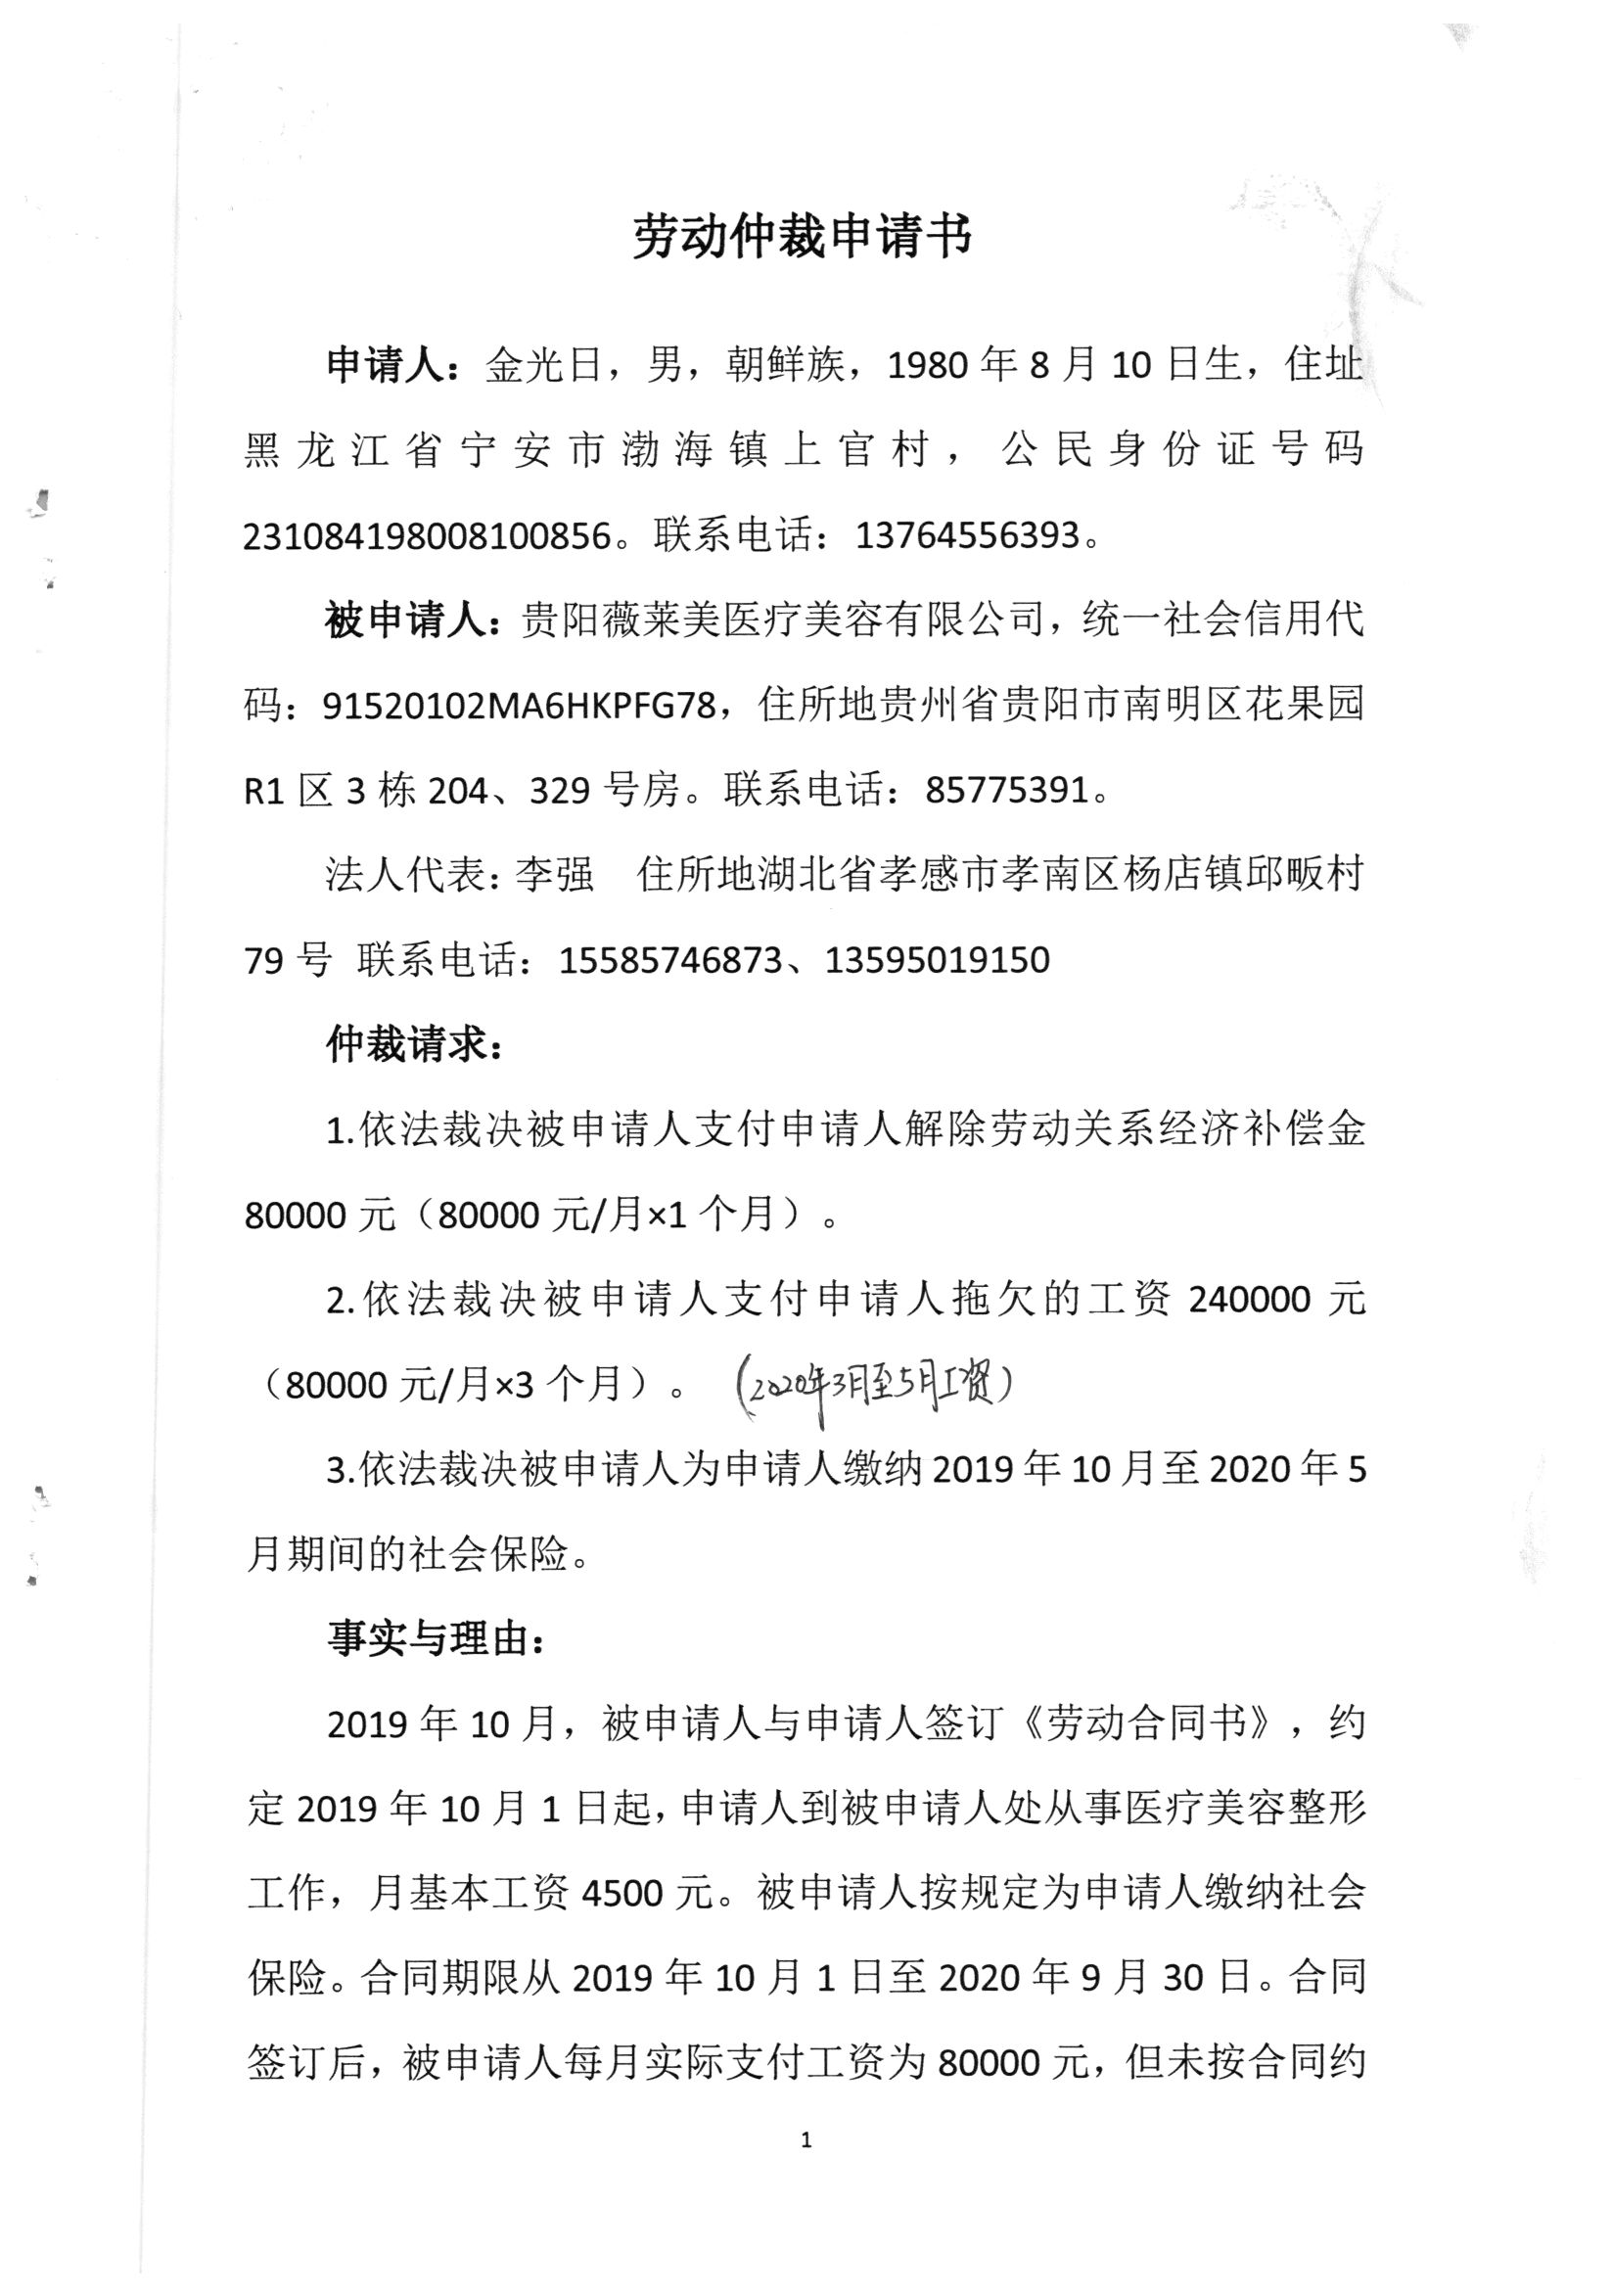 劳动仲裁申请书
申请人：金光日，男，朝鲜族，1980 年 8 月 10 日生，住址
黑龙江省宁安市渤海镇上官村，公民身份证号码
231084198008100856。联系电话：13764556393。
被申请人：贵阳薇莱美医疗美容有限公司，统一社会信用代
码：91520102MA6HKPFG78，住所地贵州省贵阳市南明区花果园
R1 区 3 栋 204、329 号房。联系电话：85775391。
法人代表：李强　住所地湖北省孝感市孝南区杨店镇邱畈村
79 号 联系电话：15585746873、13595019150
仲裁请求：
1.依法裁决被申请人支付申请人解除劳动关系经济补偿金
80000 元（80000 元/月×1 个月）。
2.依法裁决被申请人支付申请人拖欠的工资 240000 元
（80000 元/月×3 个月）。（2020年3月至5月工资）
3.依法裁决被申请人为申请人缴纳 2019 年 10 月至 2020 年 5
月期间的社会保险。
事实与理由：
2019 年 10 月，被申请人与申请人签订《劳动合同书》，约
定 2019 年 10 月 1 日起，申请人到被申请人处从事医疗美容整形
工作，月基本工资 4500 元。被申请人按规定为申请人缴纳社会
保险。合同期限从 2019 年 10 月 1 日至 2020 年 9 月 30 日。合同
签订后，被申请人每月实际支付工资为 80000 元，但未按合同约
1